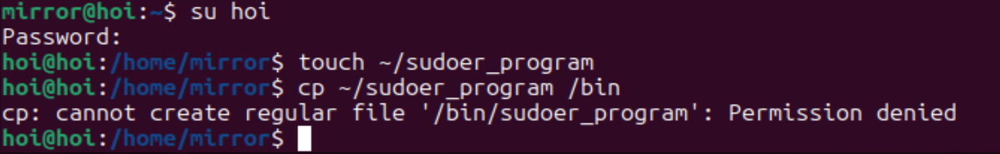 mirror@hoi:~$ su hoi
Password:
hoi@hoi:/home/mirror$ touch ~/sudoer_program
hoi@hoi:/home/mirror$ cp ~/sudoer_program /bin
cp: cannot create regular file '/bin/sudoer_program': Permission denied
hoi@hoi:/home/mirror$